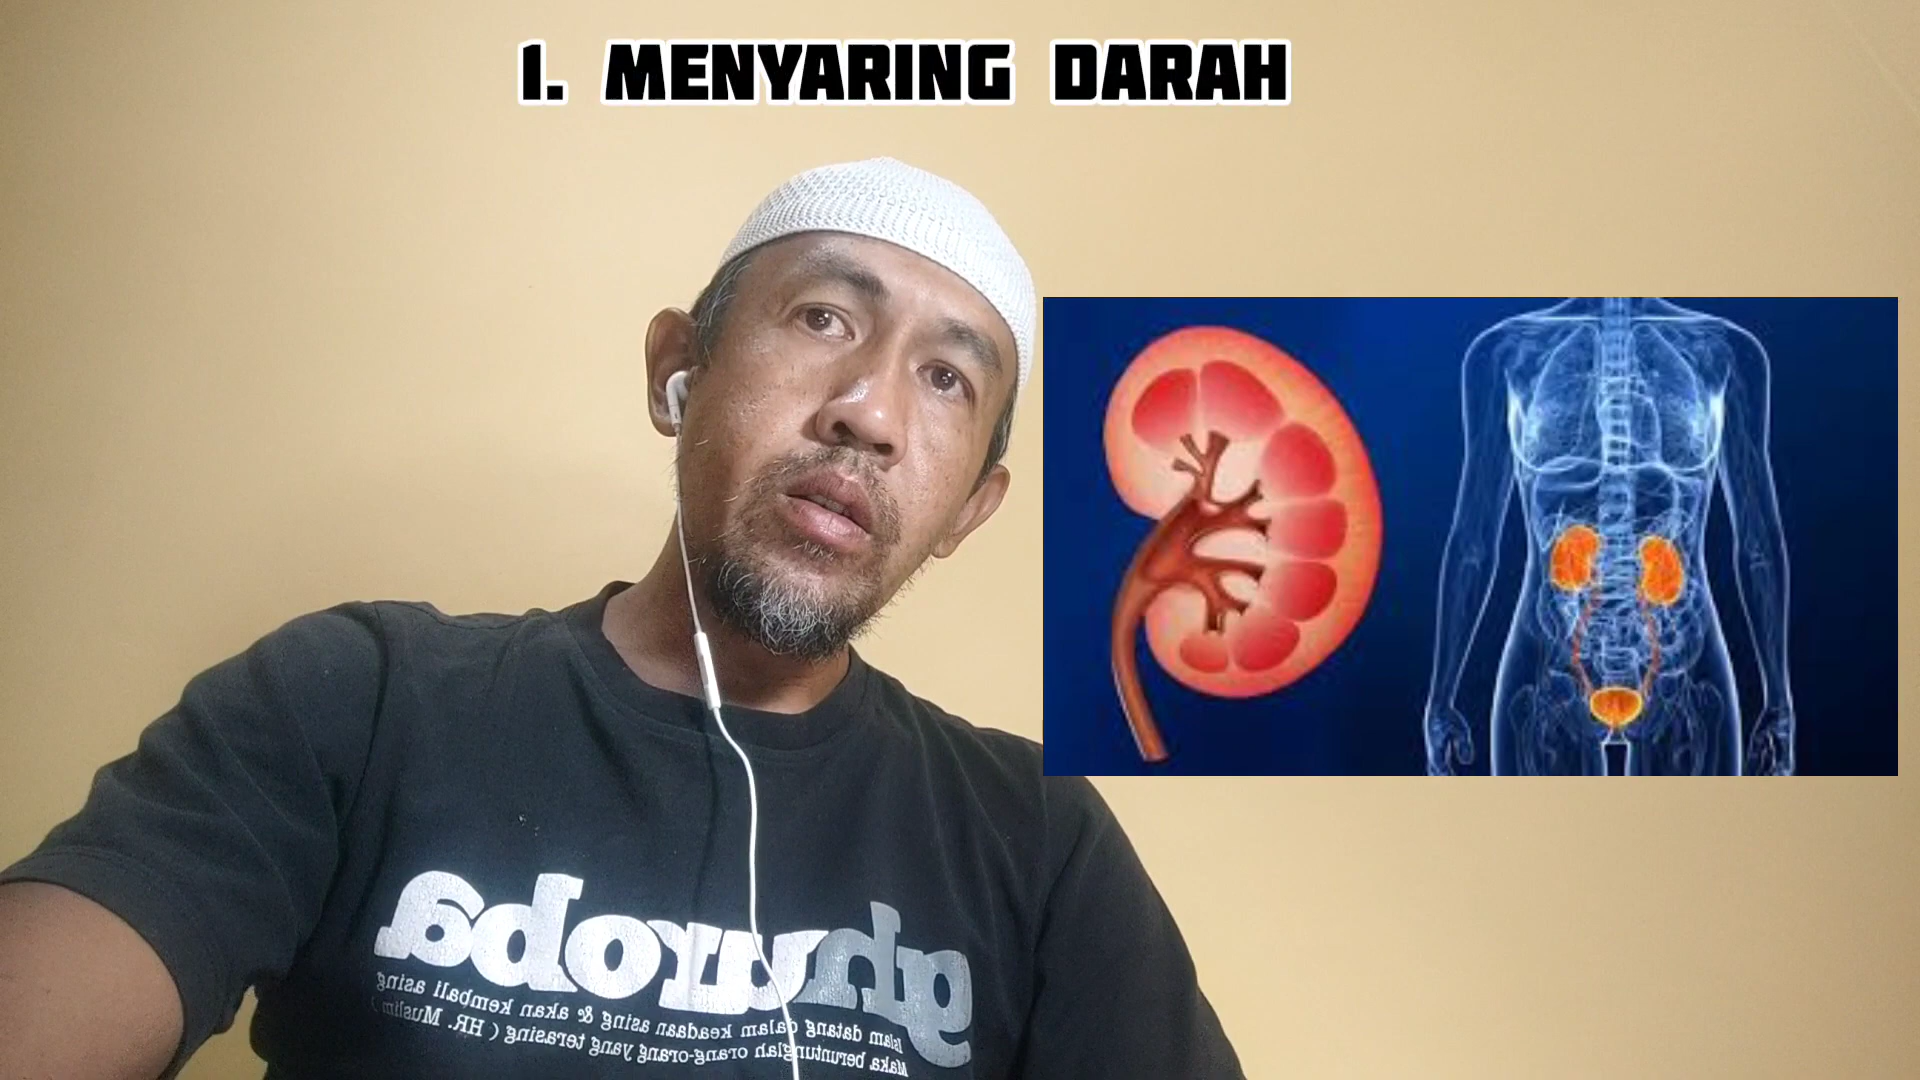 1. MENYARING DARAH
ghuroba
Islam datang dalam keadaan asing & akan kembali asing
Maka beruntunglah orang-orang yang terasing ( HR. Muslim )